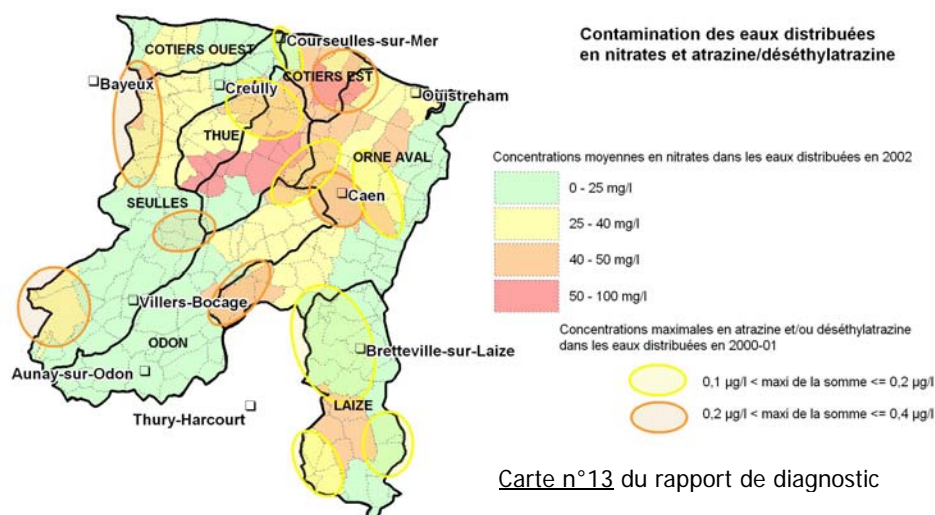 Contamination des eaux distribuées
en nitrates et atrazine/déséthylatrazine
COTIERS OUEST
Courseulles-sur-Mer
Bayeux
Creully
COTIERS EST
Ouistreham
THUE
ORNE AVAL
Caen
SEULLES
Villers-Bocage
ODON
Bretteville-sur-Laize
Aunay-sur-Odon
Thury-Harcourt
LAIZE
Concentrations moyennes en nitrates dans les eaux distribuées en 2002
0 - 25 mg/l
25 - 40 mg/l
40 - 50 mg/l
50 - 100 mg/l
Concentrations maximales en atrazine et/ou déséthylatrazine
dans les eaux distribuées en 2000-01
0,1 µg/l < maxi de la somme <= 0,2 µg/l
0,2 µg/l < maxi de la somme <= 0,4 µg/l
Carte n°13 du rapport de diagnostic